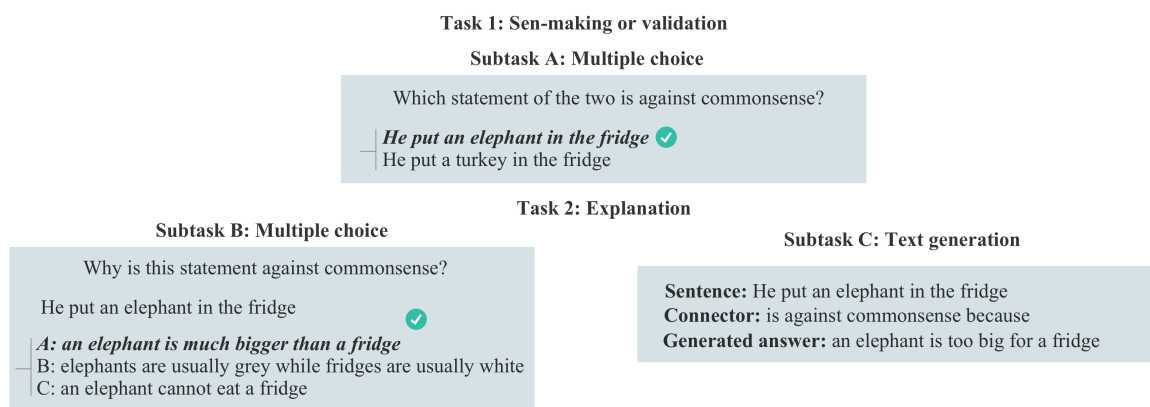 Task 1: Sen-making or validation
Subtask A: Multiple choice
Which statement of the two is against commonsense?
He put an elephant in the fridge
He put a turkey in the fridge
Task 2: Explanation
Subtask B: Multiple choice
Why is this statement against commonsense?
He put an elephant in the fridge
A: an elephant is much bigger than a fridge
B: elephants are usually grey while fridges are usually white
C: an elephant cannot eat a fridge
Subtask C: Text generation
Sentence: He put an elephant in the fridge
Connector: is against commonsense because
Generated answer: an elephant is too big for a fridge